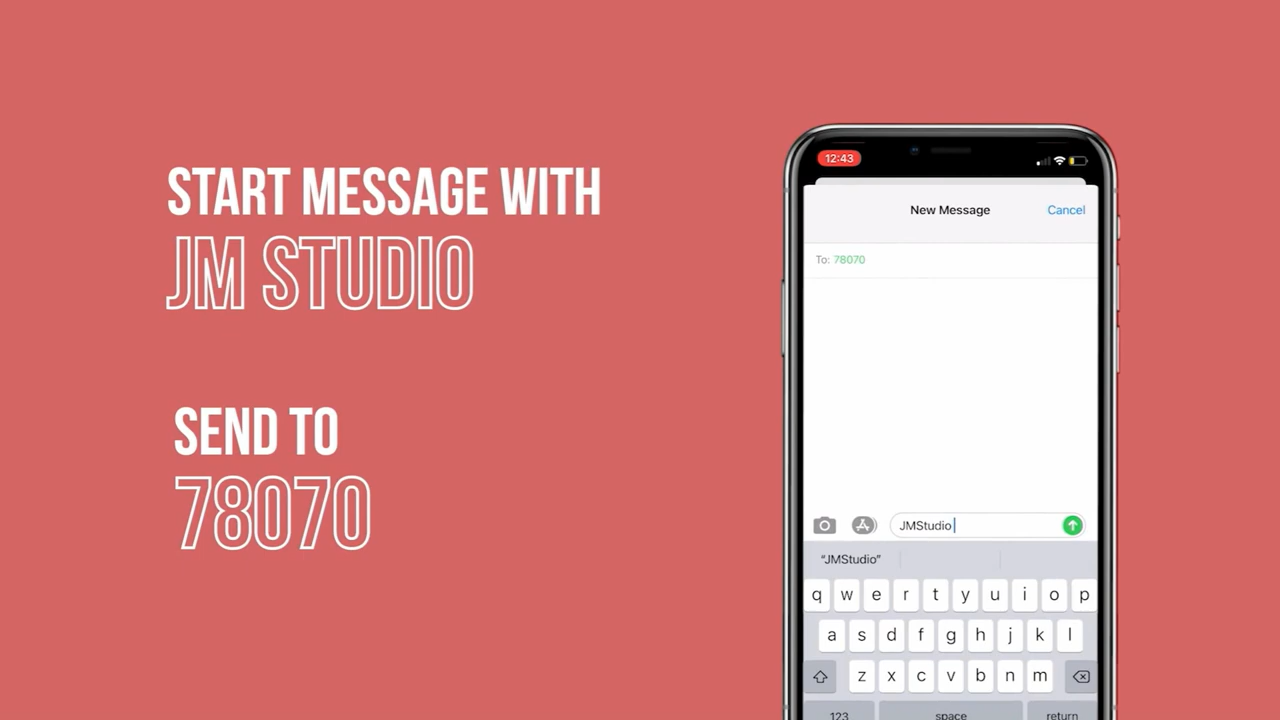 START MESSAGE WITH
JM STUDIO
SEND TO
78070
12:43
New Message
Cancel
To: 78070
JMStudio
“JMStudio”
q w e r t y u i o p
a s d f g h j k l
z x c v b n m
123 space return